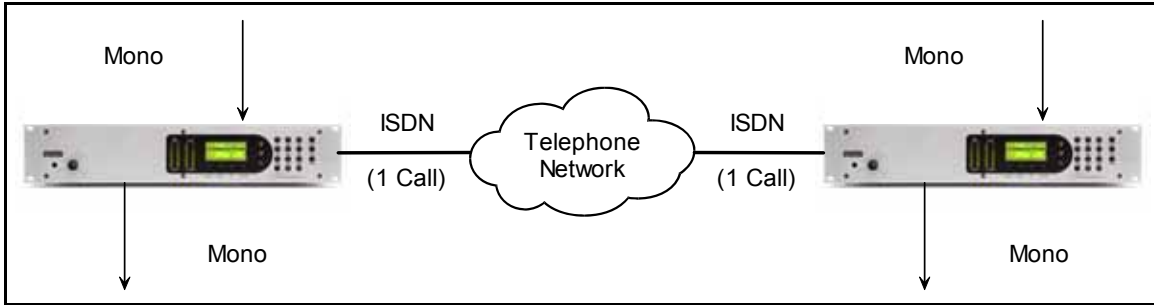 Mono
Mono
ISDN
(1 Call)
Telephone
Network
ISDN
(1 Call)
Mono
Mono